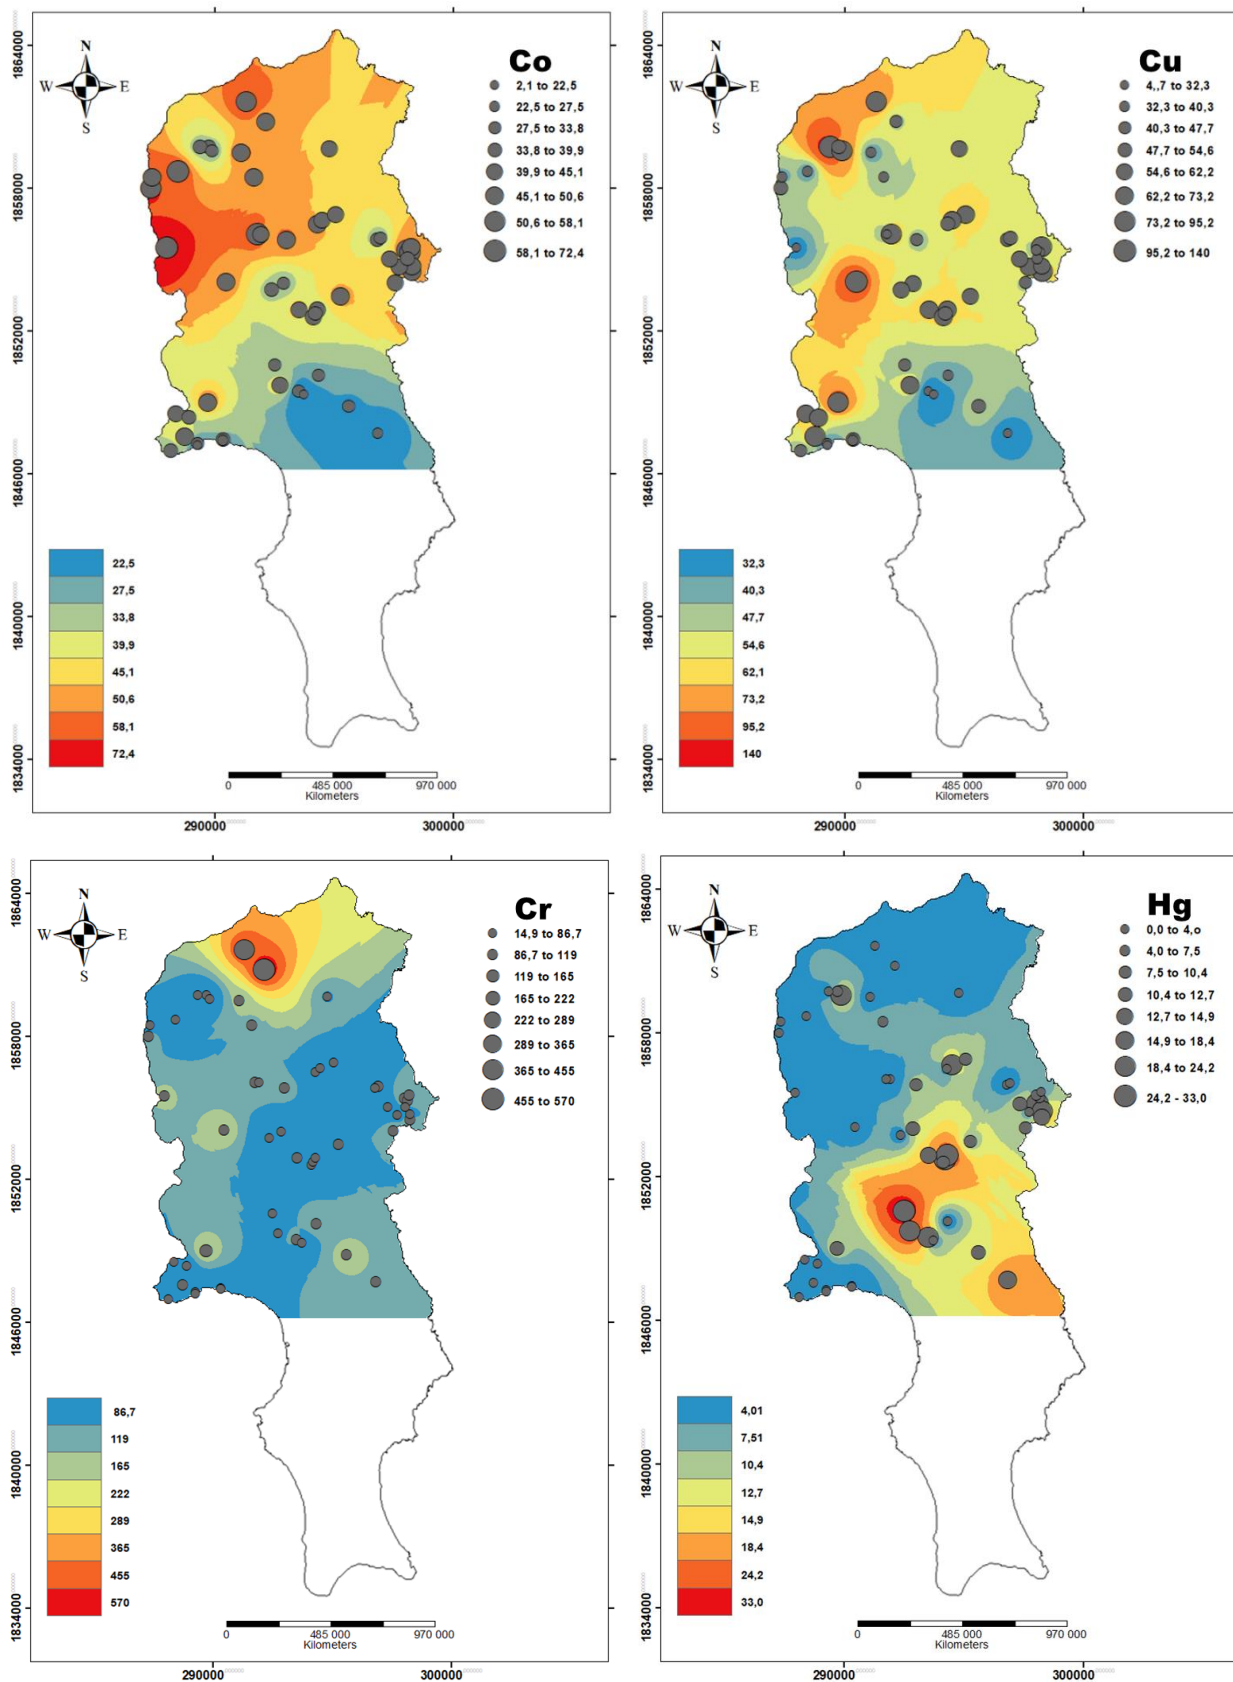 Co
N
W E
S
2,1 to 22,5
22,5 to 27,5
27,5 to 33,8
33,8 to 39,9
39,9 to 45,1
45,1 to 50,6
50,6 to 58,1
58,1 to 72,4
1864000
1858000
1852000
1846000
1840000
1834000
22,5
27,5
33,8
39,9
45,1
50,6
58,1
72,4
0 485 000 970 000
Kilometers
290000 300000
Cu
N
W E
S
4,,7 to 32,3
32,3 to 40,3
40,3 to 47,7
47,7 to 54,6
54,6 to 62,2
62,2 to 73,2
73,2 to 95,2
95,2 to 140
1864000
1858000
1852000
1846000
1840000
1834000
32,3
40,3
47,7
54,6
62,1
73,2
95,2
140
0 485 000 970 000
Kilometers
290000 300000
Cr
N
W E
S
14,9 to 86,7
86,7 to 119
119 to 165
165 to 222
222 to 289
289 to 365
365 to 455
455 to 570
1864000
1858000
1852000
1846000
1840000
1834000
86,7
119
165
222
289
365
455
570
0 485 000 970 000
Kilometers
290000 300000
Hg
N
W E
S
0,0 to 4,o
4,0 to 7,5
7,5 to 10,4
10,4 to 12,7
12,7 to 14,9
14,9 to 18,4
18,4 to 24,2
24,2 - 33,0
1864000
1858000
1852000
1846000
1840000
1834000
4,01
7,51
10,4
12,7
14,9
18,4
24,2
33,0
0 485 000 970 000
Kilometers
290000 300000